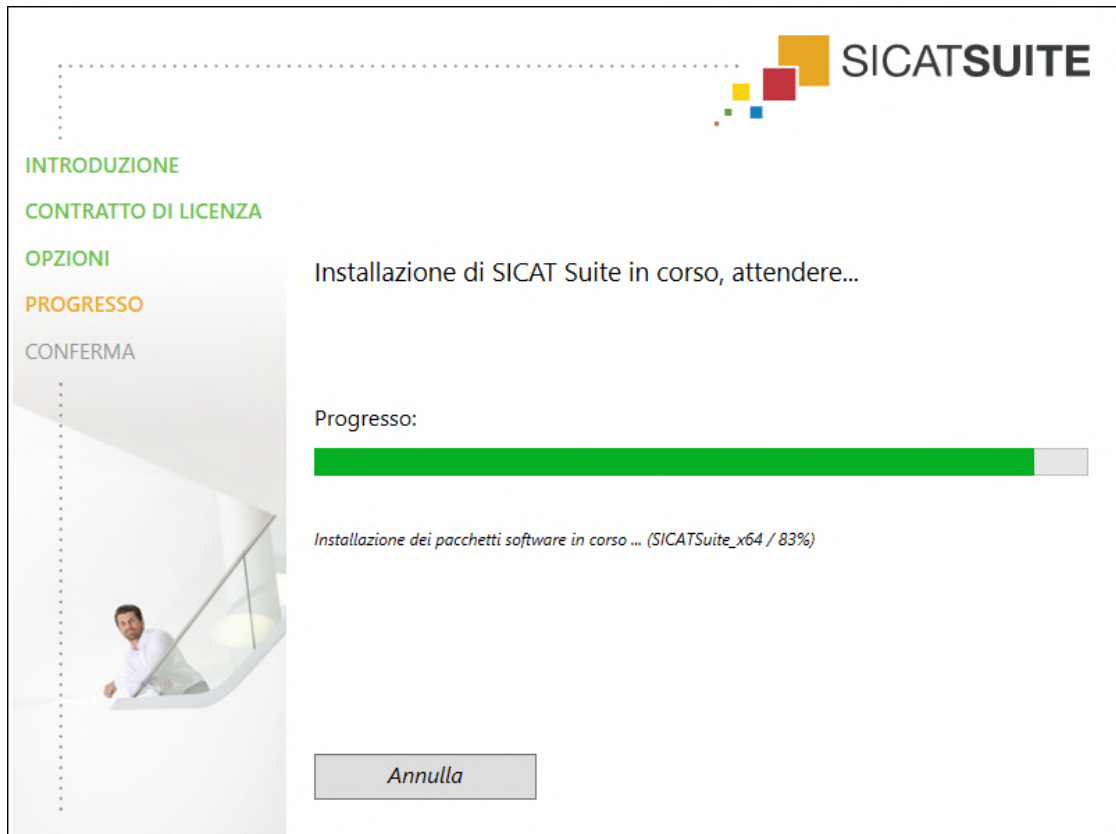 SICATSUITE
INTRODUZIONE
CONTRATTO DI LICENZA
OPZIONI
PROGRESSO
CONFERMA
Installazione di SICAT Suite in corso, attendere...
Progresso:
Installazione dei pacchetti software in corso ... (SICATSuite_x64 / 83%)
Annulla